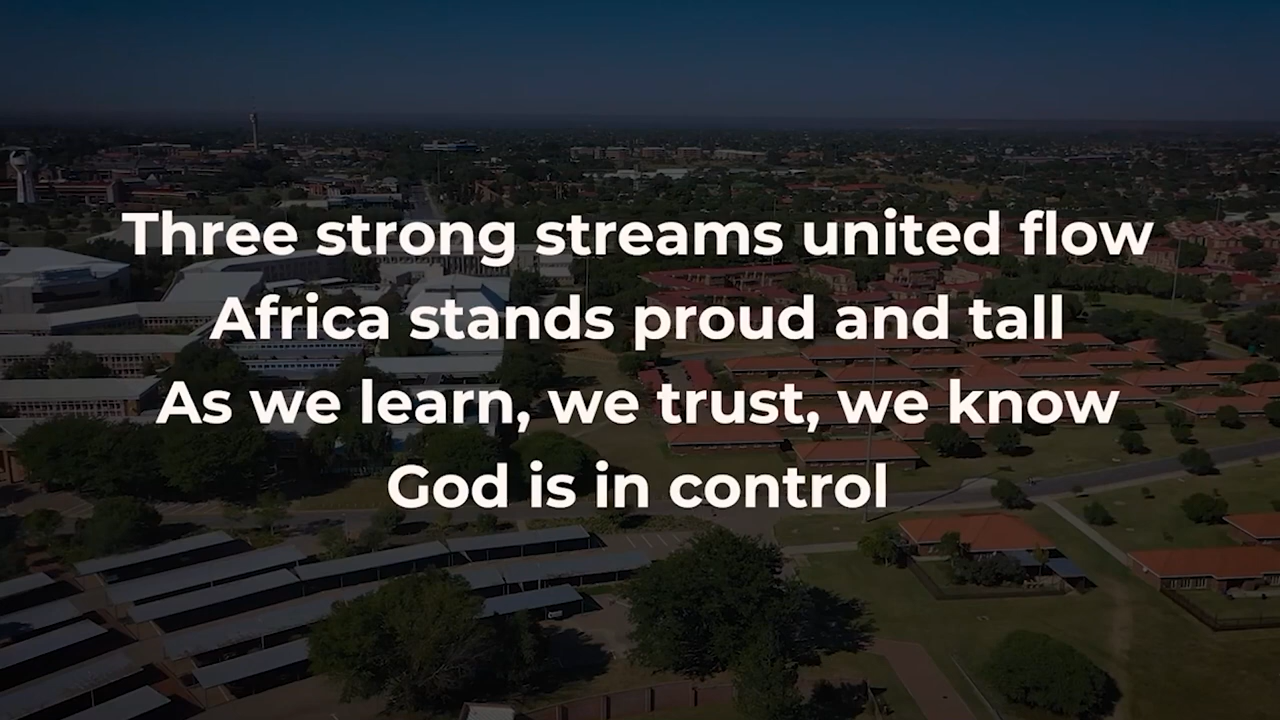 Three strong streams united flow
Africa stands proud and tall
As we learn, we trust, we know
God is in control